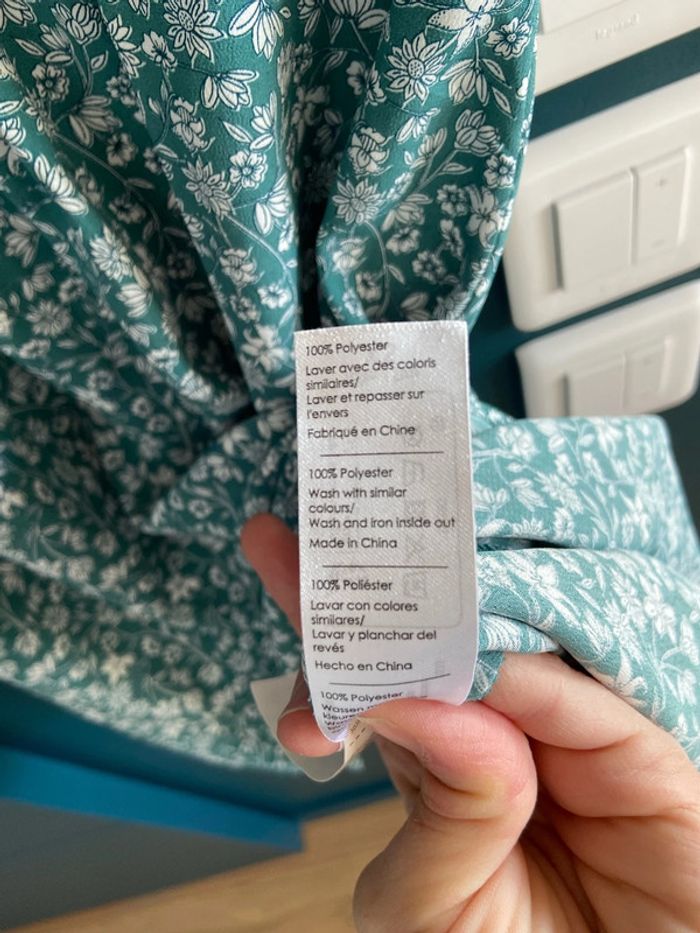 100% Polyester
Laver avec des coloris
similaires/
Laver et repasser sur
l'envers
Fabriqué en Chine
100% Polyester
Wash with similar
colours/
Wash and iron inside out
Made in China
100% Poliéster
Lavar con colores
similares/
Lavar y planchar del
revés
Hecho en China
100% Polyester
Wassen
kleuren